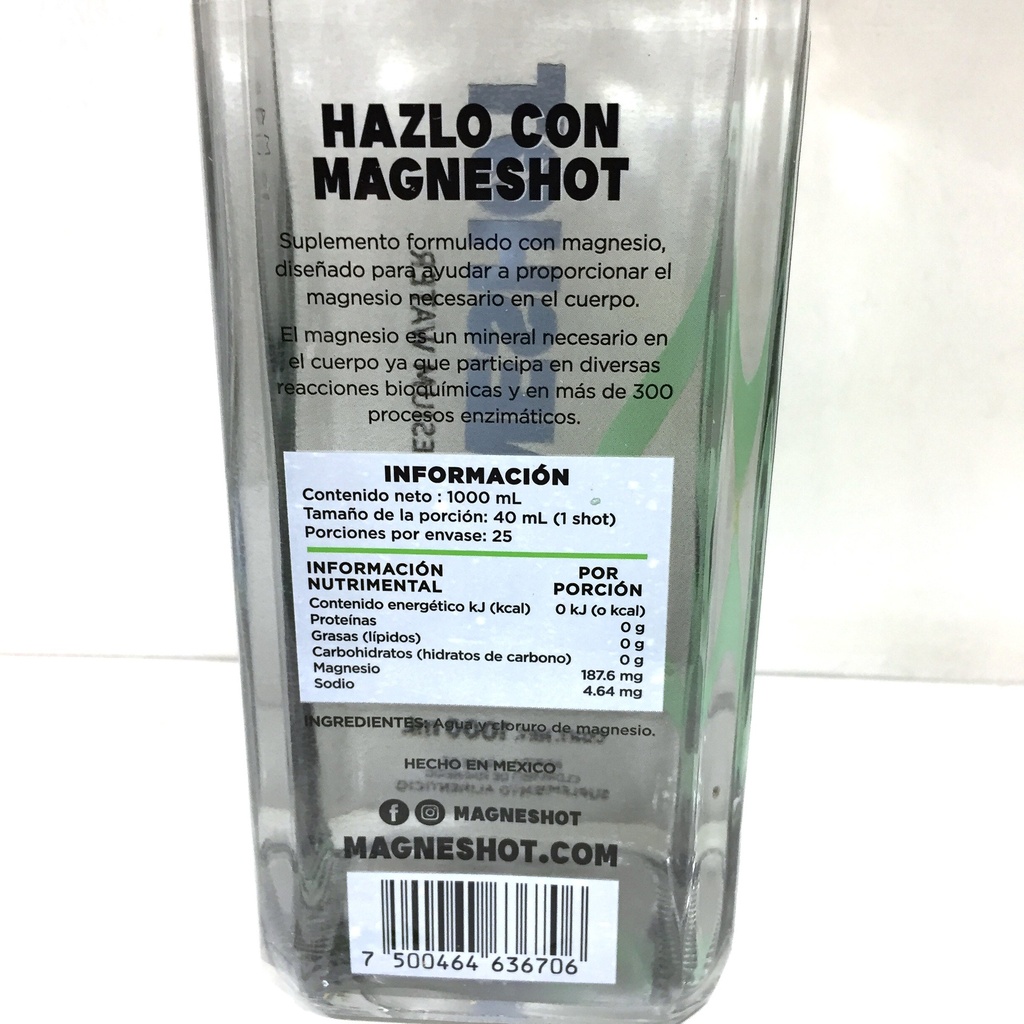 HAZLO CON
MAGNESHOT
Suplemento formulado con magnesio,
diseñado para ayudar a proporcionar el
magnesio necesario en el cuerpo.
El magnesio es un mineral necesario en
el cuerpo ya que participa en diversas
reacciones bioquímicas y en más de 300
procesos enzimáticos.
INFORMACIÓN
Contenido neto : 1000 mL
Tamaño de la porción: 40 mL (1 shot)
Porciones por envase: 25
INFORMACIÓN NUTRIMENTAL POR PORCIÓN
Contenido energético kJ (kcal) 0 kJ (o kcal)
Proteínas 0 g
Grasas (lípidos) 0 g
Carbohidratos (hidratos de carbono) 0 g
Magnesio 187.6 mg
Sodio 4.64 mg
INGREDIENTES: Agua y cloruro de magnesio.
HECHO EN MEXICO
MAGNESHOT
MAGNESHOT.COM
7 500464 636706